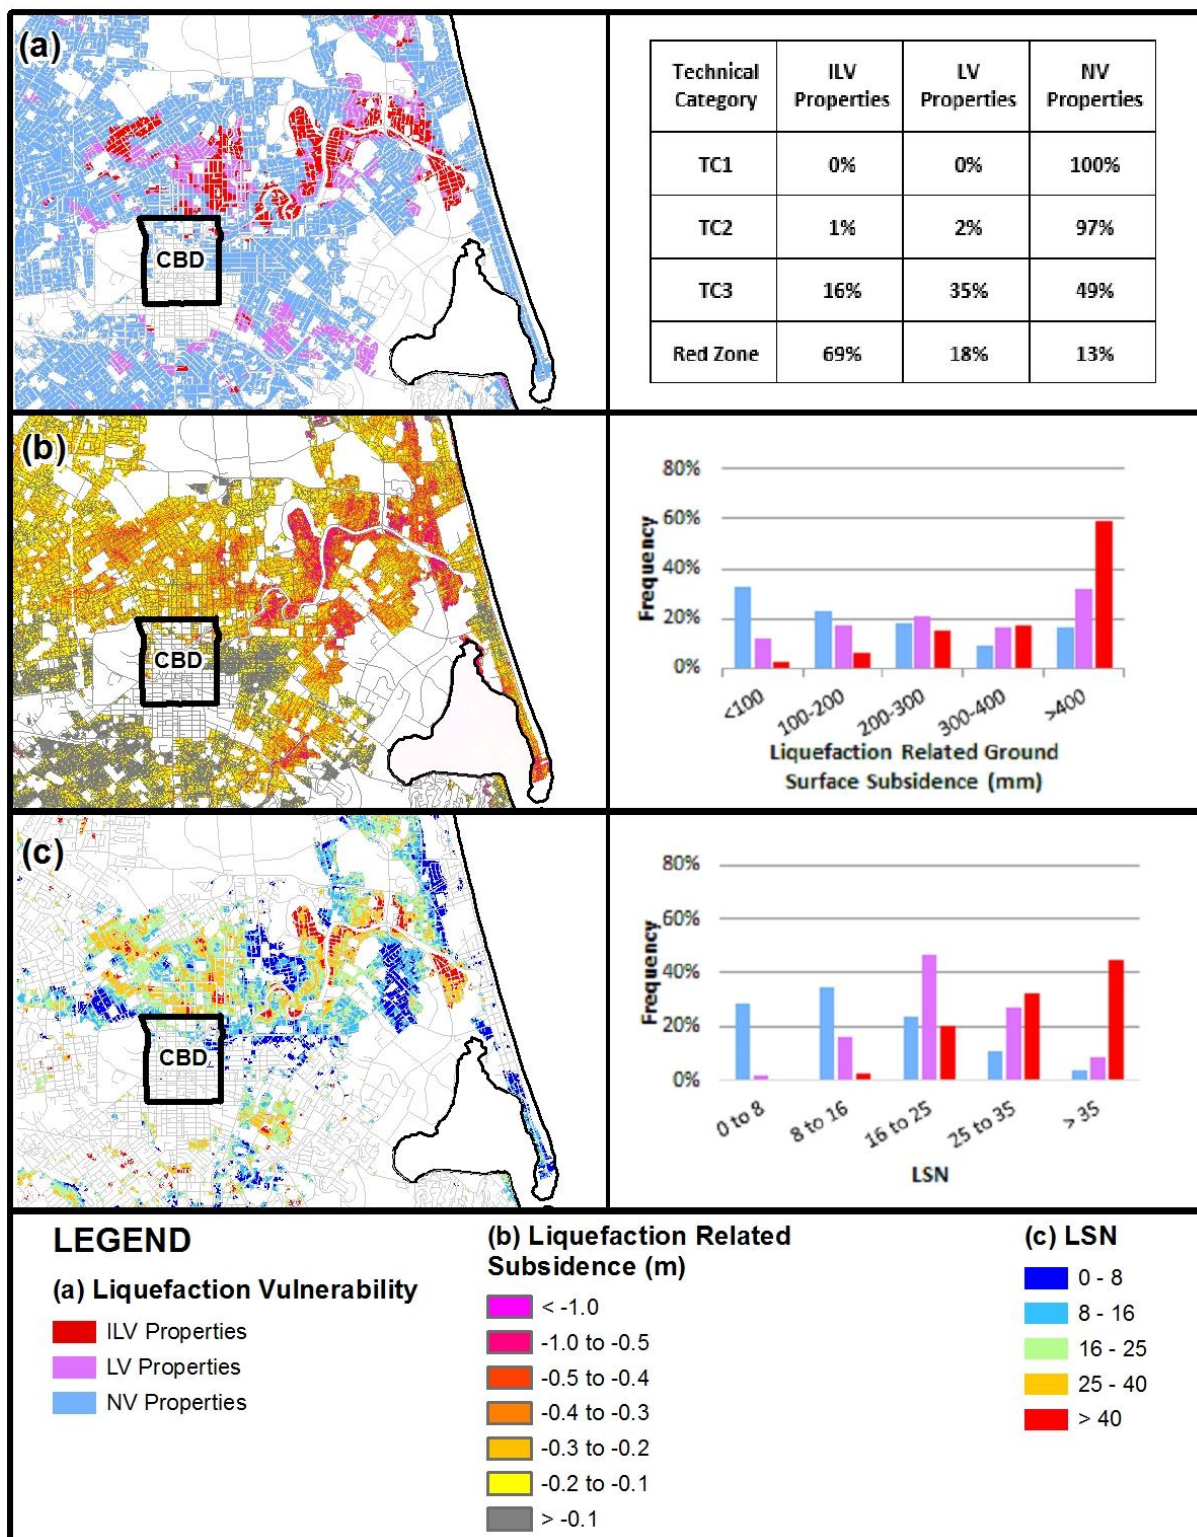 (a)
CBD
Technical Category
ILV Properties
LV Properties
NV Properties
TC1 0% 0% 100%
TC2 1% 2% 97%
TC3 16% 35% 49%
Red Zone 69% 18% 13%
(b)
CBD
Frequency
80%
60%
40%
20%
0%
<100 100-200 200-300 300-400 >400
Liquefaction Related Ground
Surface Subsidence (mm)
(c)
CBD
Frequency
80%
60%
40%
20%
0%
0 to 8 8 to 16 16 to 25 25 to 35 > 35
LSN
LEGEND
(a) Liquefaction Vulnerability
ILV Properties
LV Properties
NV Properties
(b) Liquefaction Related
Subsidence (m)
< -1.0
-1.0 to -0.5
-0.5 to -0.4
-0.4 to -0.3
-0.3 to -0.2
-0.2 to -0.1
> -0.1
(c) LSN
0 - 8
8 - 16
16 - 25
25 - 40
> 40